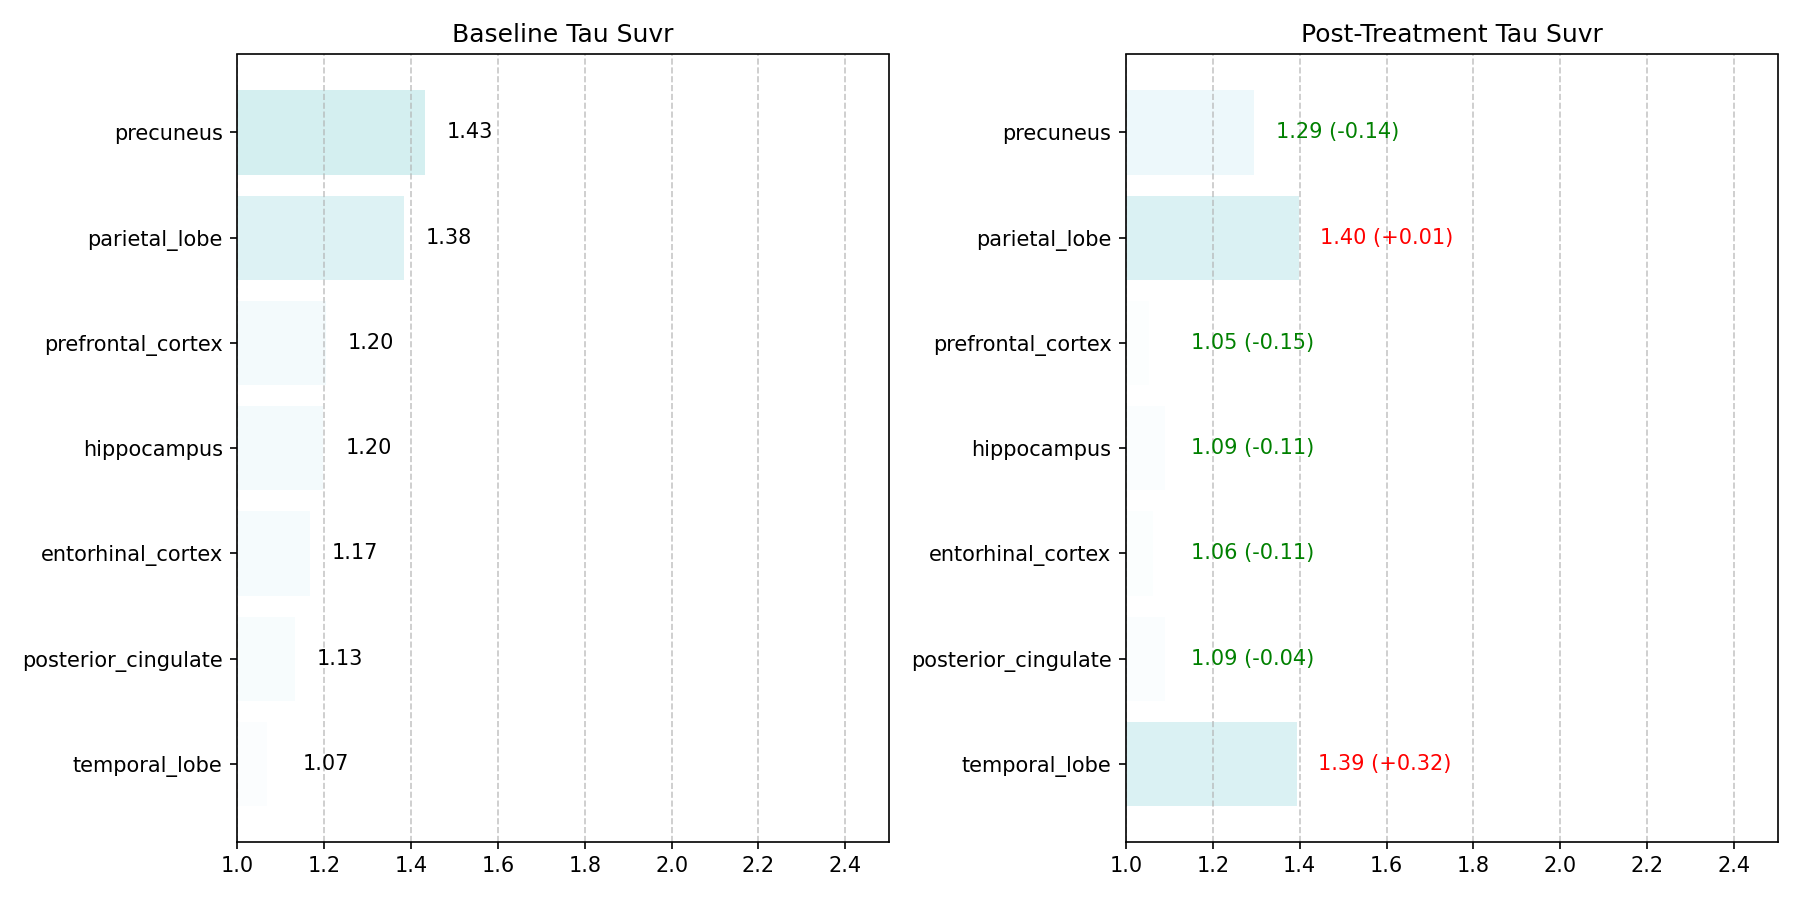 Baseline Tau Suvr
precuneus
1.43
parietal_lobe
1.38
prefrontal_cortex
1.20
hippocampus
1.20
entorhinal_cortex
1.17
posterior_cingulate
1.13
temporal_lobe
1.07
1.0 1.2 1.4 1.6 1.8 2.0 2.2 2.4
Post-Treatment Tau Suvr
precuneus
1.29 (-0.14)
parietal_lobe
1.40 (+0.01)
prefrontal_cortex
1.05 (-0.15)
hippocampus
1.09 (-0.11)
entorhinal_cortex
1.06 (-0.11)
posterior_cingulate
1.09 (-0.04)
temporal_lobe
1.39 (+0.32)
1.0 1.2 1.4 1.6 1.8 2.0 2.2 2.4